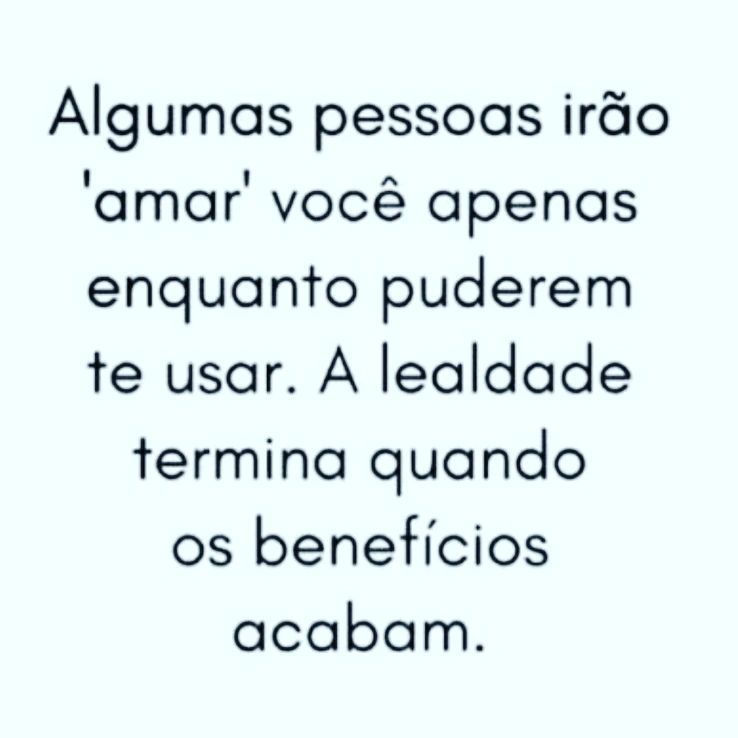 Algumas pessoas irão
'amar' você apenas
enquanto puderem
te usar. A lealdade
termina quando
os benefícios
acabam.